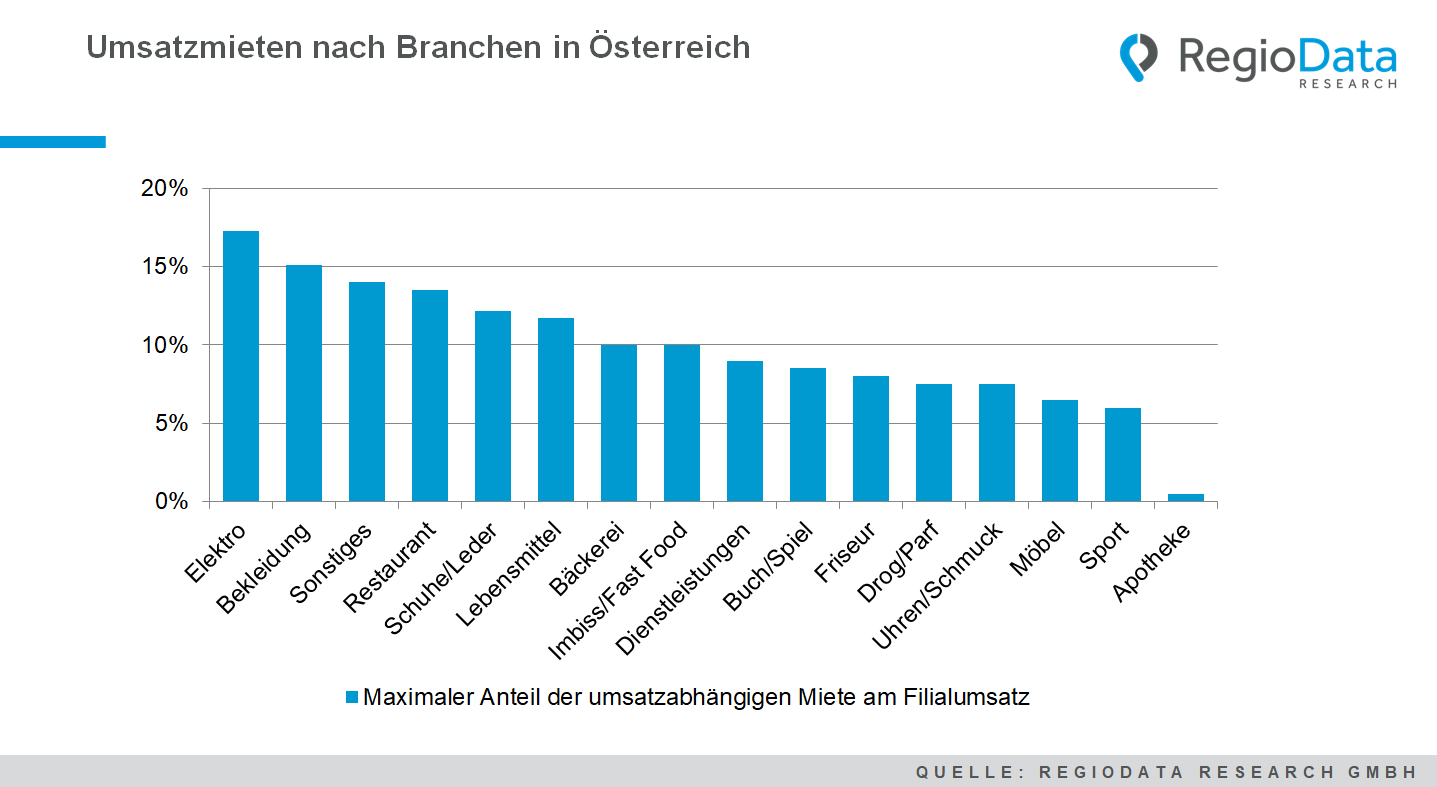 Umsatzmieten nach Branchen in Österreich
RegioData
RESEARCH
20%
15%
10%
5%
0%
Elektro
Bekleidung
Sonstiges
Restaurant
Schuhe/Leder
Lebensmittel
Bäckerei
Imbiss/Fast Food
Dienstleistungen
Buch/Spiel
Friseur
Drog/Parf
Uhren/Schmuck
Möbel
Sport
Apotheke
Maximaler Anteil der umsatzabhängigen Miete am Filialumsatz
QUELLE: REGIODATA RESEARCH GMBH